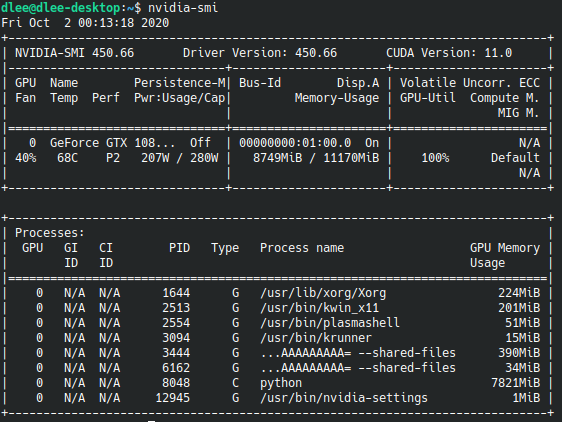 dlee@dlee-desktop:~$ nvidia-smi
Fri Oct  2 00:13:18 2020
+-----------------------------------------------------------------------------+
| NVIDIA-SMI 450.66       Driver Version: 450.66       CUDA Version: 11.0     |
|-------------------------------+----------------------+----------------------+
| GPU  Name        Persistence-M| Bus-Id        Disp.A | Volatile Uncorr. ECC |
| Fan  Temp  Perf  Pwr:Usage/Cap|         Memory-Usage | GPU-Util  Compute M. |
|                               |                      |               MIG M. |
|===============================+======================+======================|
|   0  GeForce GTX 108...  Off  | 00000000:01:00.0  On |                  N/A |
| 40%   68C    P2   207W / 280W |   8749MiB / 11170MiB |    100%      Default |
|                               |                      |                  N/A |
+-------------------------------+----------------------+----------------------+

+-----------------------------------------------------------------------------+
| Processes:                                                                  |
|  GPU   GI   CI        PID   Type   Process name                  GPU Memory |
|        ID   ID                                                   Usage      |
|=============================================================================|
|    0   N/A  N/A      1644      G   /usr/lib/xorg/Xorg                224MiB |
|    0   N/A  N/A      2513      G   /usr/bin/kwin_x11                 201MiB |
|    0   N/A  N/A      2554      G   /usr/bin/plasmashell               51MiB |
|    0   N/A  N/A      3094      G   /usr/bin/krunner                   15MiB |
|    0   N/A  N/A      3444      G   ...AAAAAAAAA= --shared-files      390MiB |
|    0   N/A  N/A      6162      G   ...AAAAAAAAA= --shared-files       34MiB |
|    0   N/A  N/A      8048      C   python                           7821MiB |
|    0   N/A  N/A     12945      G   /usr/bin/nvidia-settings            1MiB |
+-----------------------------------------------------------------------------+